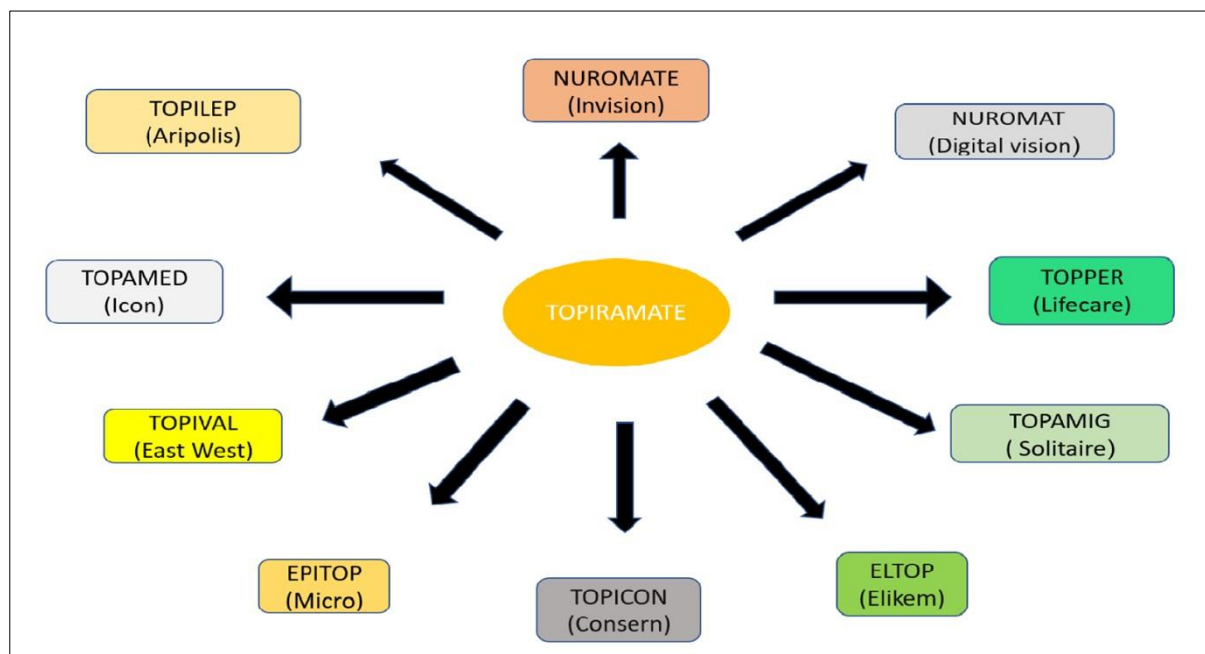 NUROMATE
(Invision)
TOPILEP
(Aripolis)
NUROMAT
(Digital vision)
TOPAMED
(Icon)
TOPIRAMATE
TOPPER
(Lifecare)
TOPIVAL
(East West)
TOPAMIG
( Solitaire)
EPITOP
(Micro)
TOPICON
(Consern)
ELTOP
(Elikem)